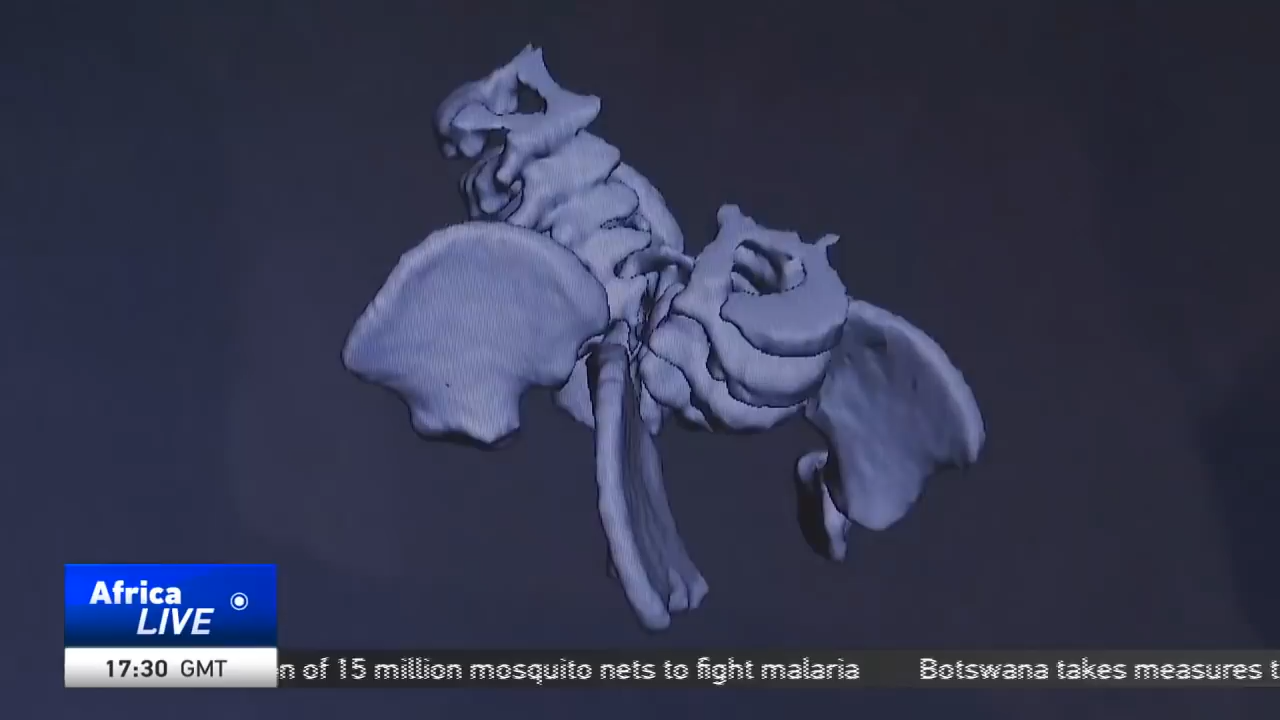 Africa
LIVE
17:30 GMT
of 15 million mosquito nets to fight malaria Botswana takes measures